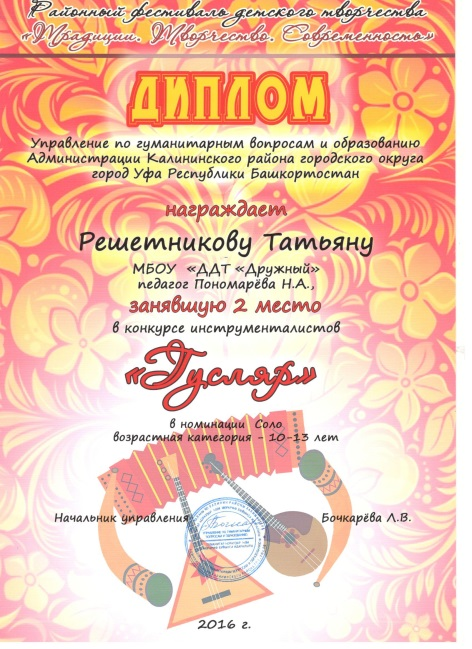 Районный фестиваль детского творчества
«Традиции. Творчество. Современность»
ДИПЛОМ
Управление по гуманитарным вопросам и образованию
Администрации Калининского района городского округа
город Уфа Республики Башкортостан
награждает
Решетникову Татьяну
МБОУ «ДДТ «Дружный»
педагог Пономарёва Н.А.,
занявшую 2 место
в конкурсе инструменталистов
«Гусляр»
в номинации Соло
возрастная категория - 10-13 лет
Начальник управления
Бочкарёва Л.В.
2016 г.